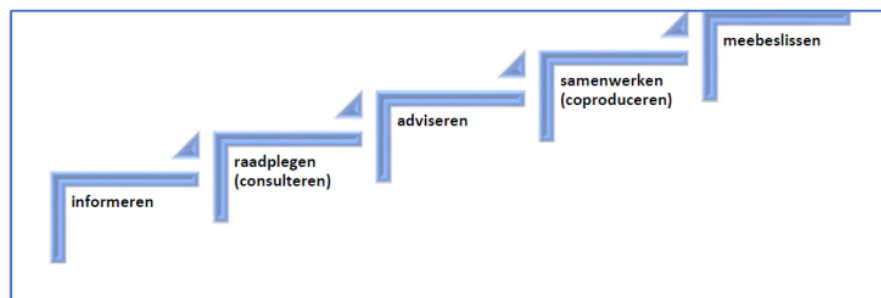 informeren
raadplegen
(consulteren)
adviseren
samenwerken
(coproduceren)
meebeslissen